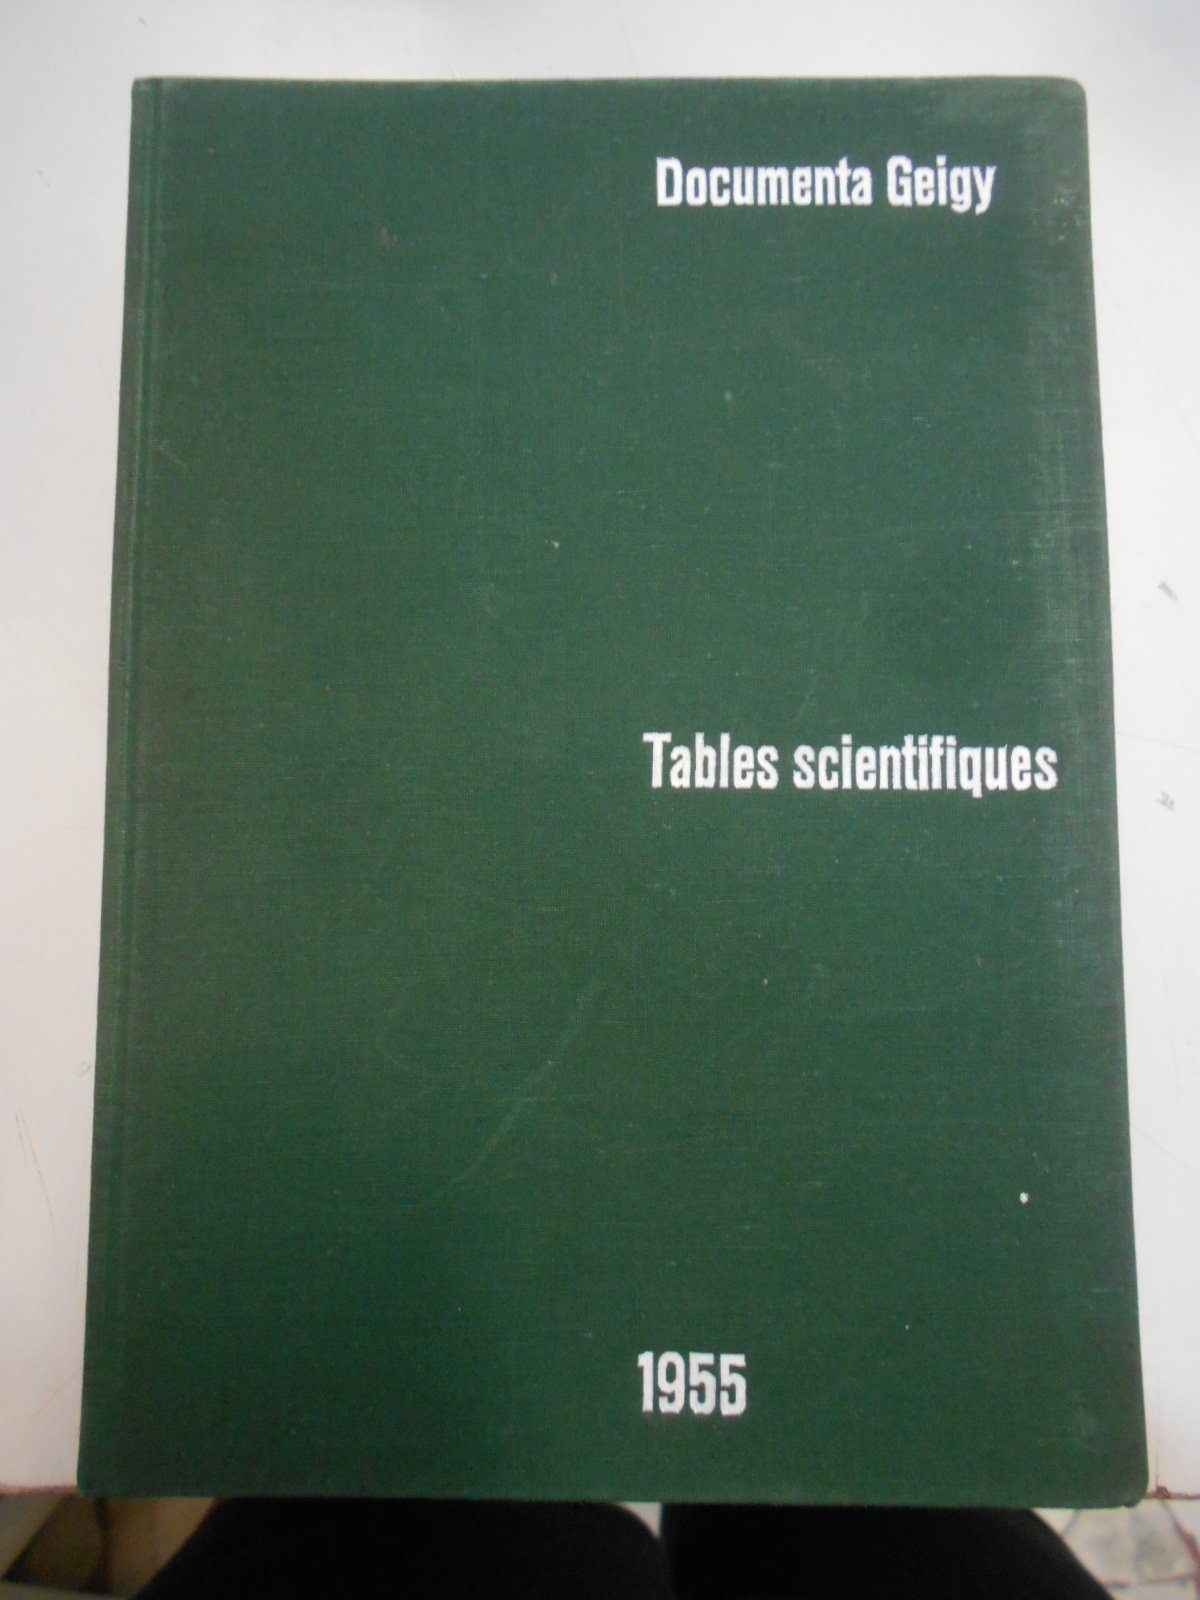 Documenta Geigy
Tables scientifiques
1955